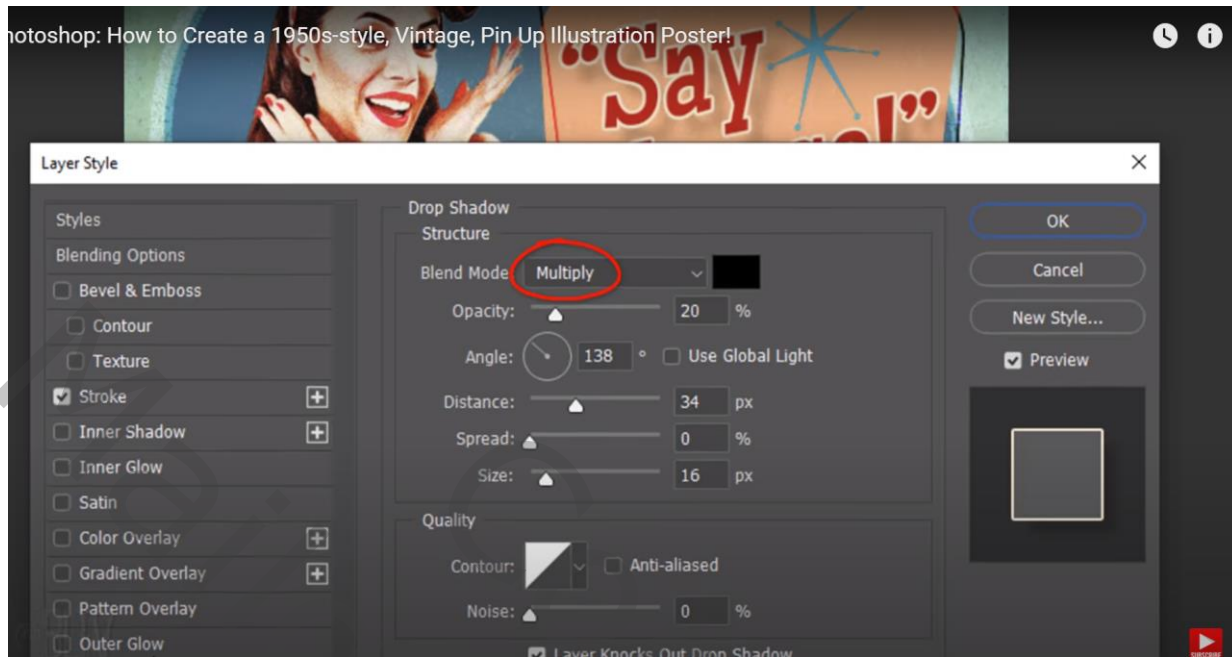 hotoshop: How to Create a 1950s-style, Vintage, Pin Up Illustration Poster!
“Say
!”
Layer Style
Styles
Blending Options
Bevel & Emboss
Contour
Texture
Stroke
Inner Shadow
Inner Glow
Satin
Color Overlay
Gradient Overlay
Pattern Overlay
Outer Glow
Drop Shadow
Structure
Blend Mode Multiply
Opacity: 20 %
Angle: 138 ° Use Global Light
Distance: 34 px
Spread: 0 %
Size: 16 px
Quality
Contour: Anti-aliased
Noise: 0 %
Layer Knocks Out Drop Shadow
OK
Cancel
New Style...
Preview
SUBSCRIBE